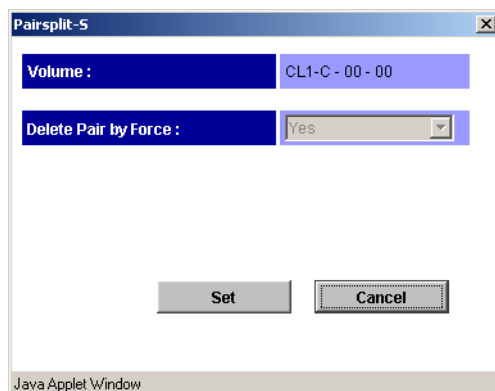 Pairsplit-S
Volume : CL1-C - 00 - 00
Delete Pair by Force : Yes
Set Cancel
Java Applet Window